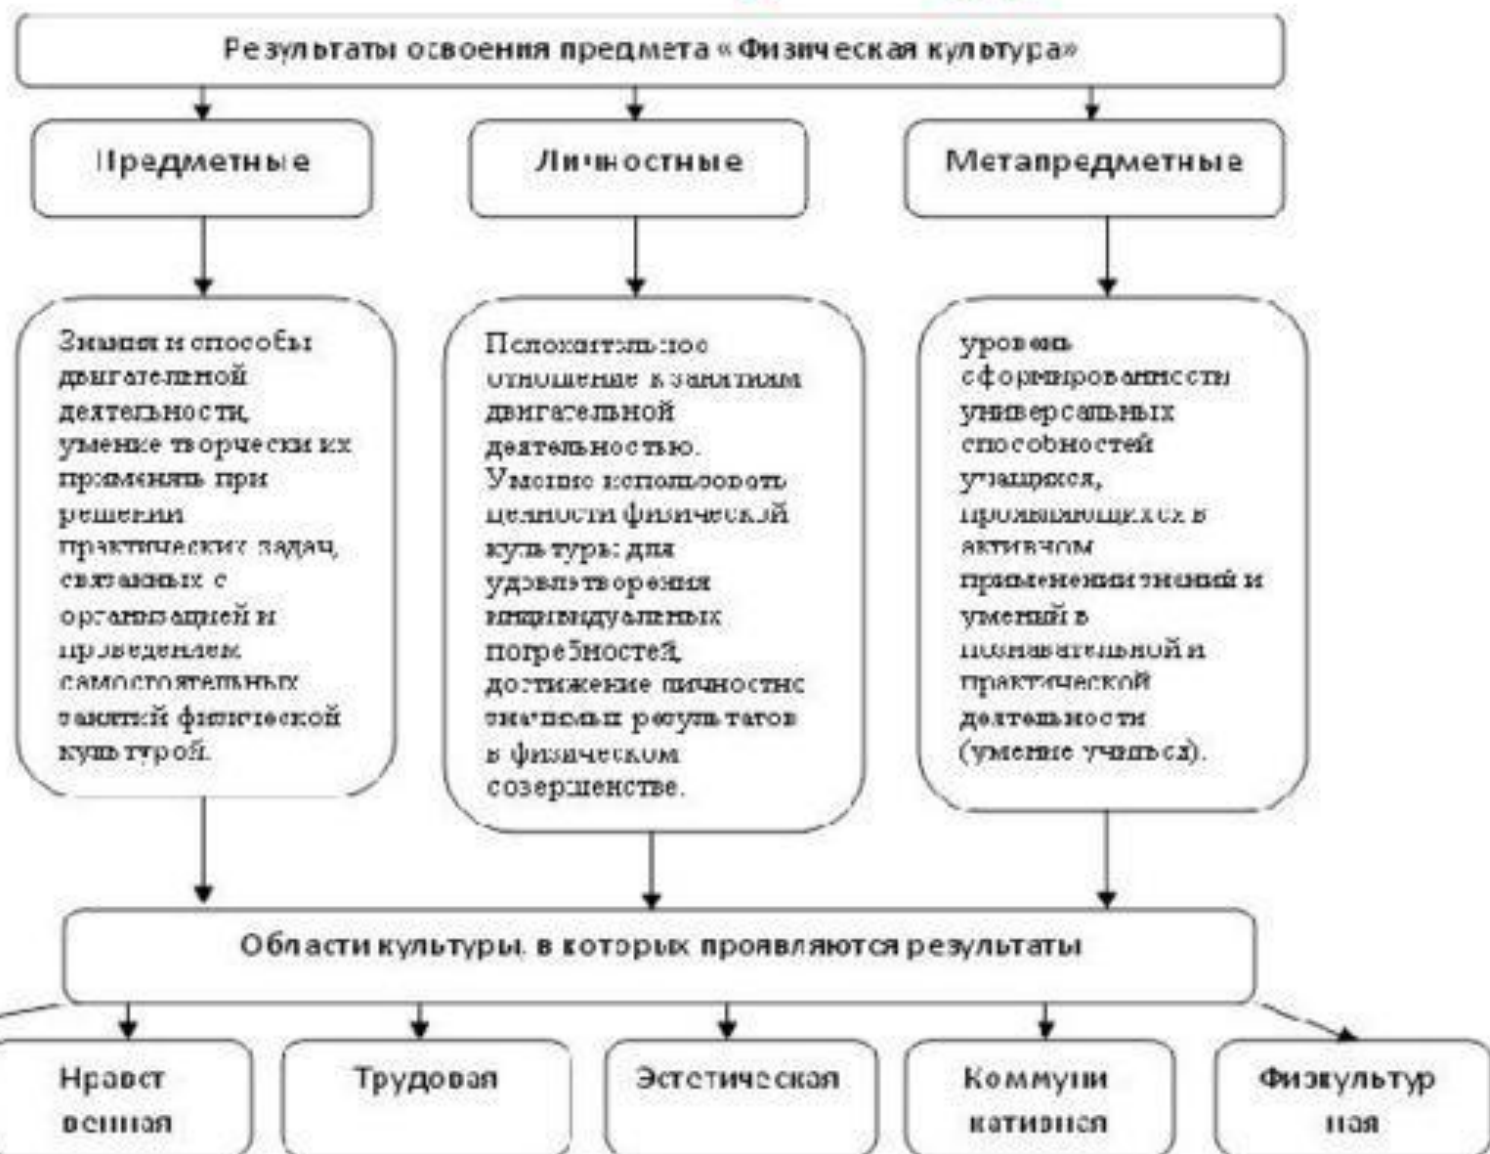 Результаты освоения предмета «Физическая культура»
Предметные
Личностные
Метапредметные
Знания и способы
двигательной
деятельности,
умение творчески их
применять при
решении
практических задач,
связанных с
организацией и
проведением
самостоятельных
занятий физической
культурой.
Положительное
отношение к занятиям
двигательной
деятельностью.
Умение использовать
ценности физической
культуры для
удовлетворения
индивидуальных
потребностей,
достижение личностно
значимых результатов
в физическом
совершенстве.
уровень
сформированности
универсальных
способностей
учащихся,
проявляющихся в
активном
применении знаний и
умений в
познавательной и
практической
деятельности
(умение учиться).
Области культуры, в которых проявляются результаты
Нравст
венная
Трудовая
Эстетическая
Коммуни
кативная
Физкультур
ная